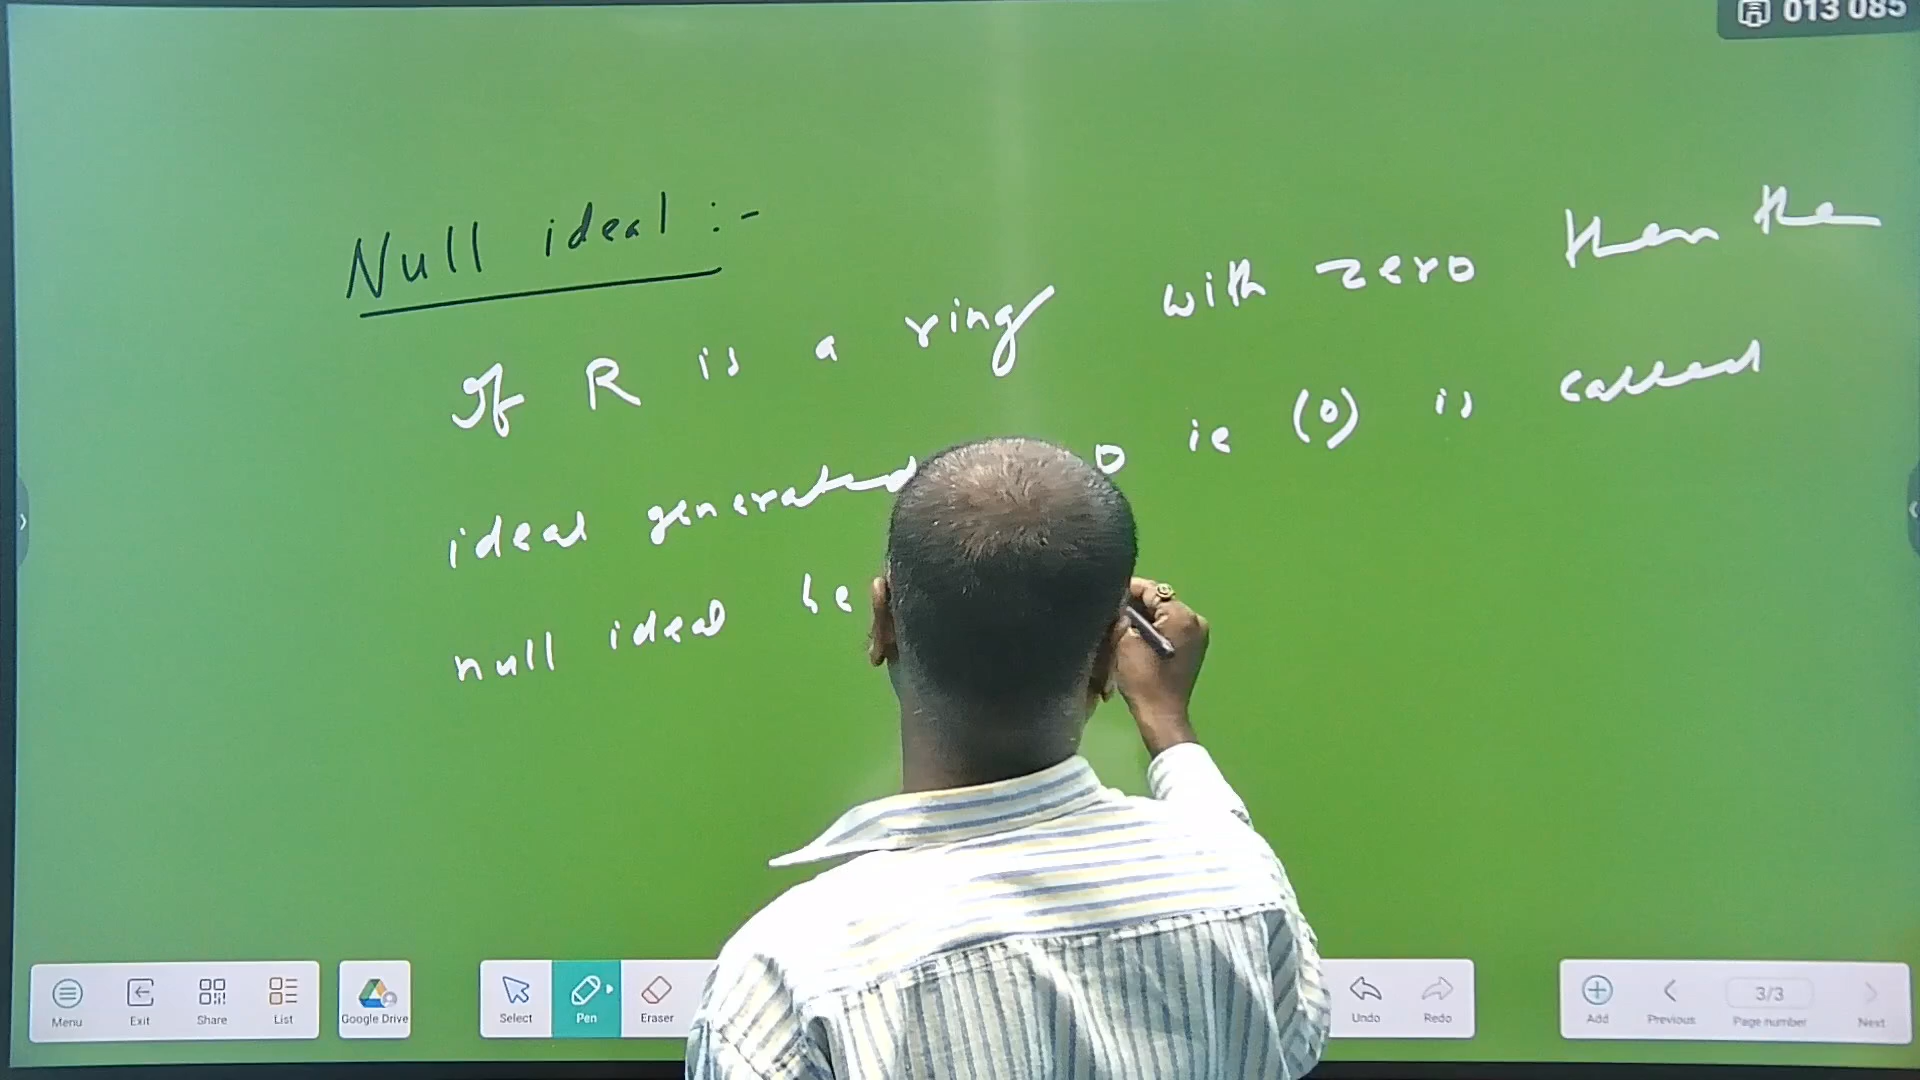 013 085
Null ideal :-
If R is a ring with zero then the
ideal generated 0 ie (0) is called
null ideal
Menu
Exit
Share
List
Google Drive
Select
Pen
Eraser
Undo
Redo
Add
Previous
3/3
Page number
Next